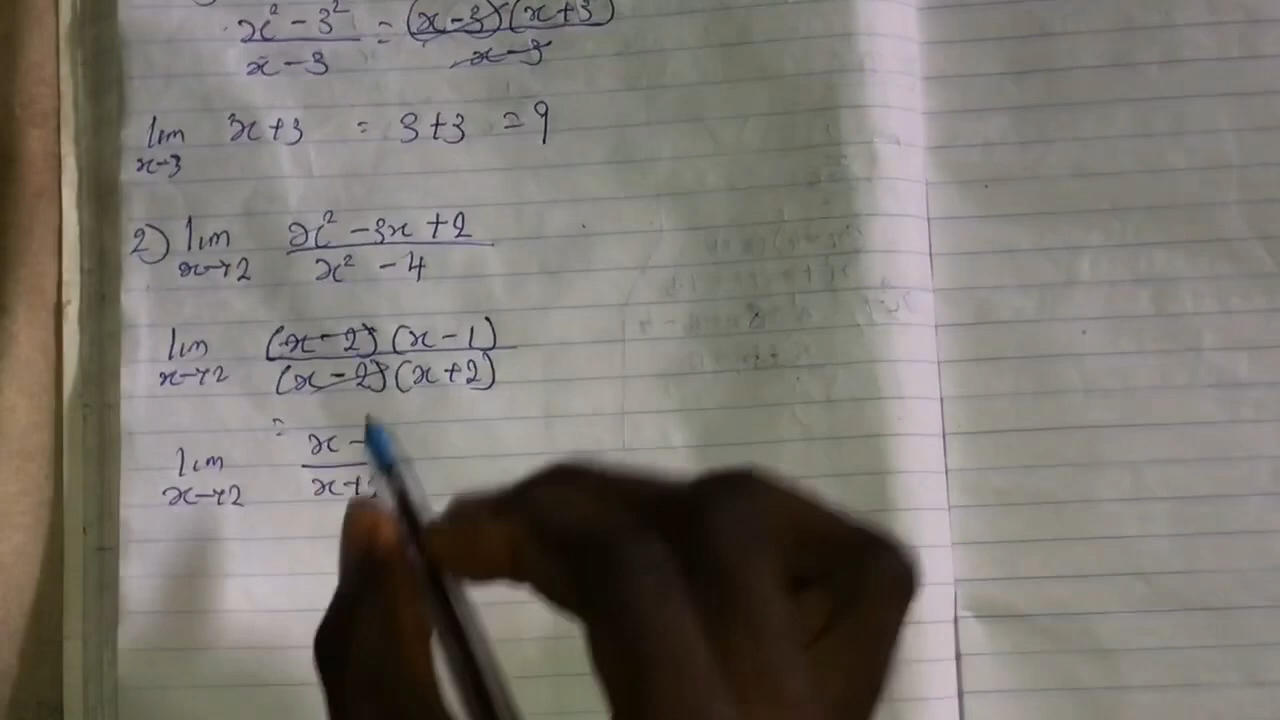 x² - 3² / x - 3 = (x-3)(x+3) / x-3
lim x→3 x+3 = 3+3 = 9
2) lim x→2 x² - 3x + 2 / x² - 4
lim x→2 (x-2)(x-1) / (x-2)(x+2)
=
lim x→2 x- / x+